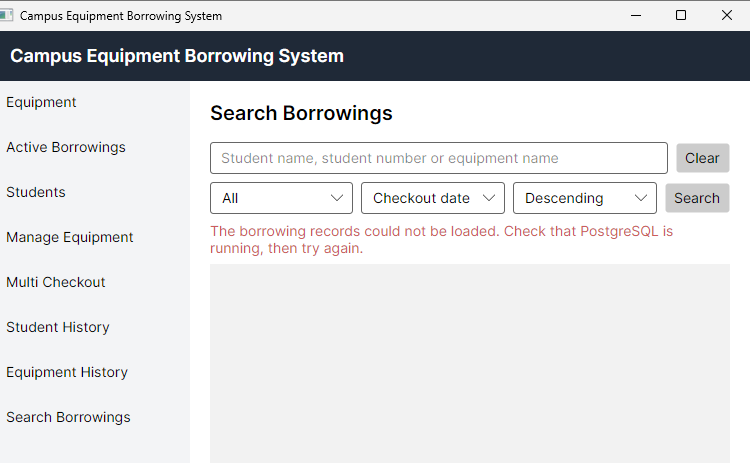 Campus Equipment Borrowing System
Campus Equipment Borrowing System
Equipment
Active Borrowings
Students
Manage Equipment
Multi Checkout
Student History
Equipment History
Search Borrowings
Search Borrowings
Student name, student number or equipment name
Clear
All
Checkout date
Descending
Search
The borrowing records could not be loaded. Check that PostgreSQL is
running, then try again.